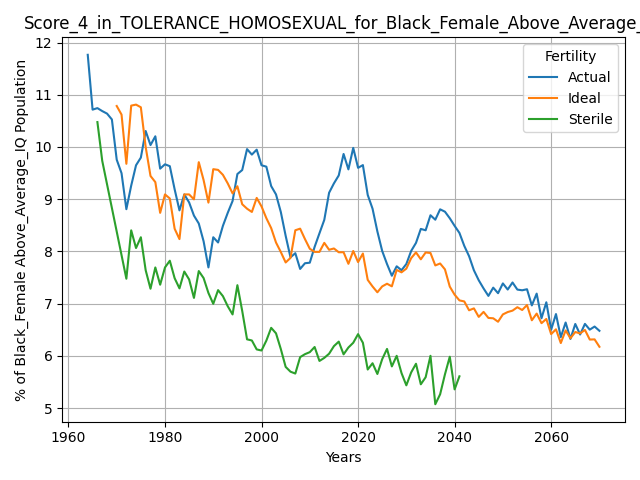 Score_4_in_TOLERANCE_HOMOSEXUAL_for_Black_Female_Above_Average_
% of Black_Female Above_Average_IQ Population
12
11
10
9
8
7
6
5
Fertility
Actual
Ideal
Sterile
1960
1980
2000
2020
2040
2060
Years